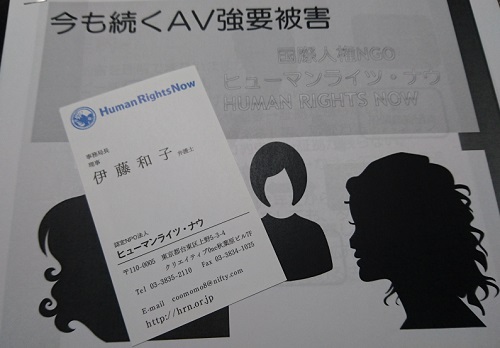 今も続くAV強要被害
国際人権NGO
ヒューマンライツ・ナウ
HUMAN RIGHTS NOW
Human Rights Now
事務局長
理事
伊藤和子 弁護士
認定NPO法人
ヒューマンライツ・ナウ
〒110-0005 東京都台東区上野5-3-4
クリエイティブOne秋葉原ビル7F
Tel 03-3835-2110 Fax 03-3834-1025
E-mail coomomo8@nifty.com
http://hrn.or.jp